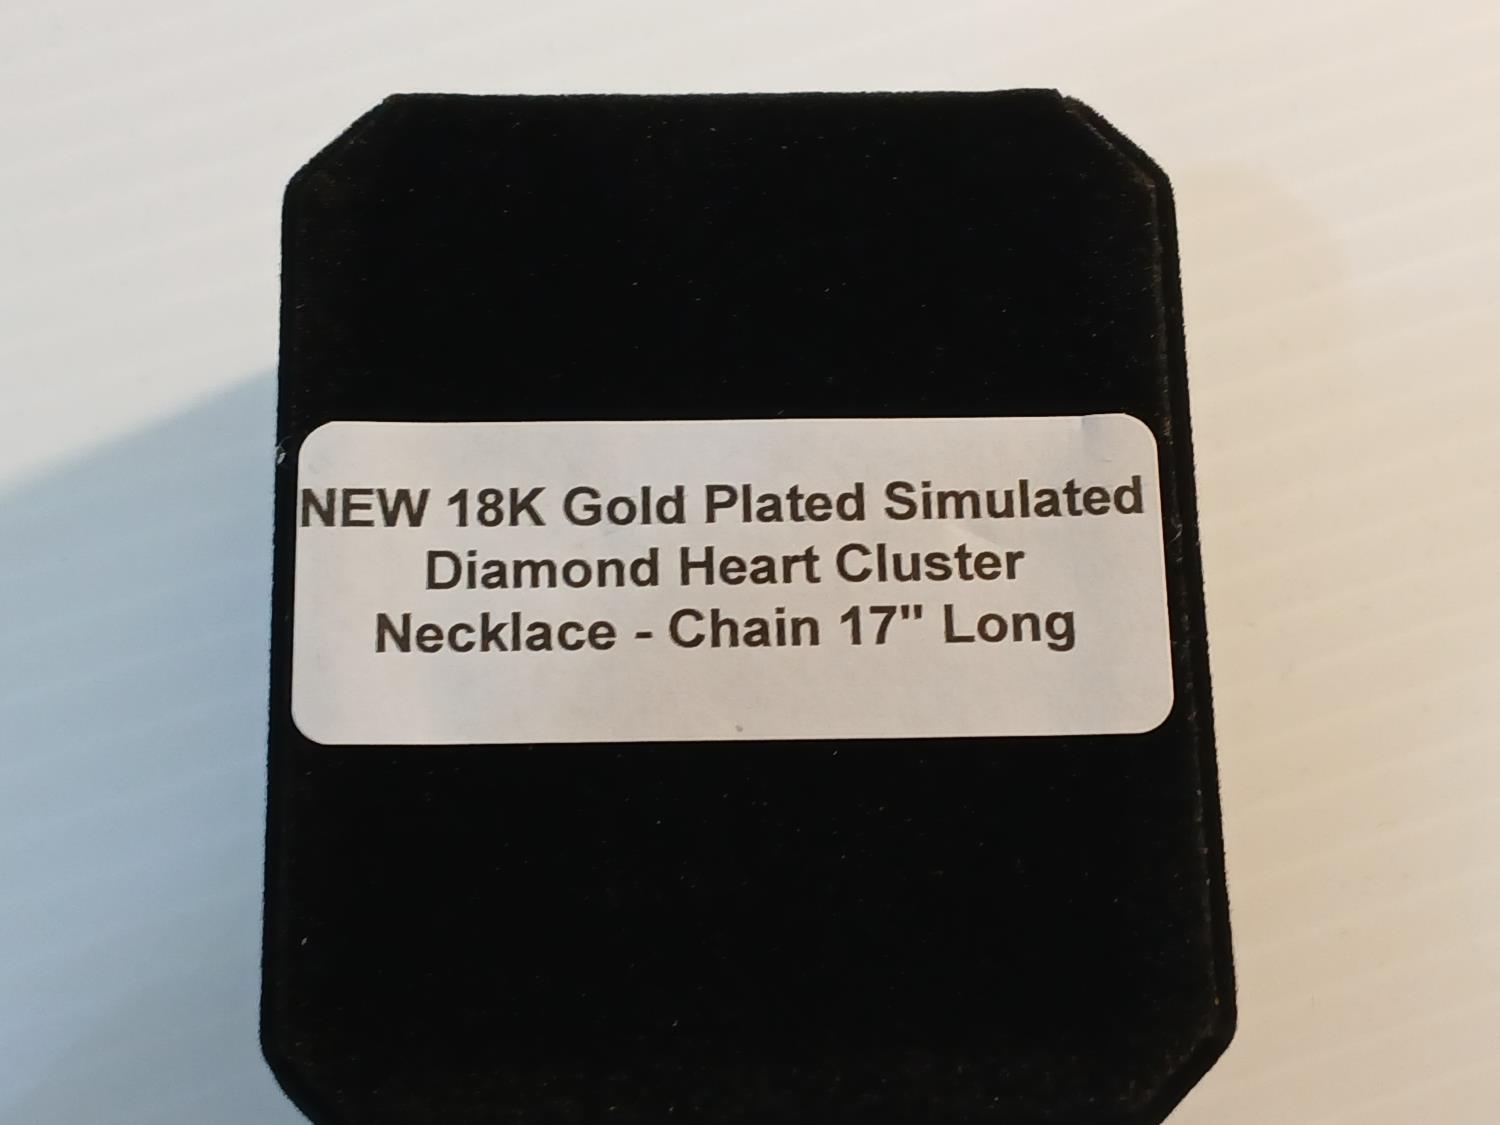 NEW 18K Gold Plated Simulated
Diamond Heart Cluster
Necklace - Chain 17" Long